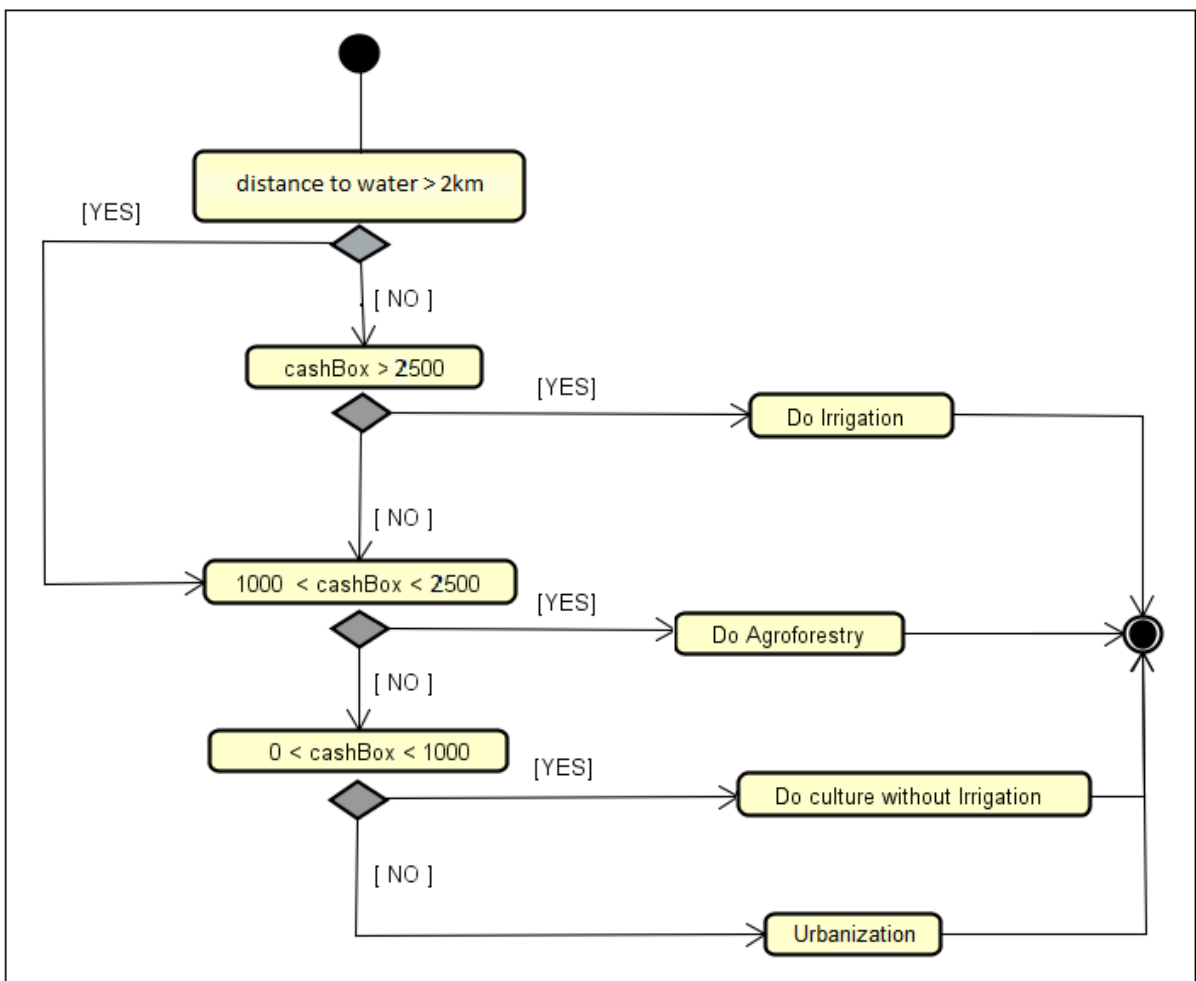 distance to water > 2km
[YES]
[ NO ]
cashBox > 2500
[YES]
Do Irrigation
[ NO ]
1000 < cashBox < 2500
[YES]
Do Agroforestry
[ NO ]
0 < cashBox < 1000
[YES]
Do culture without Irrigation
[ NO ]
Urbanization